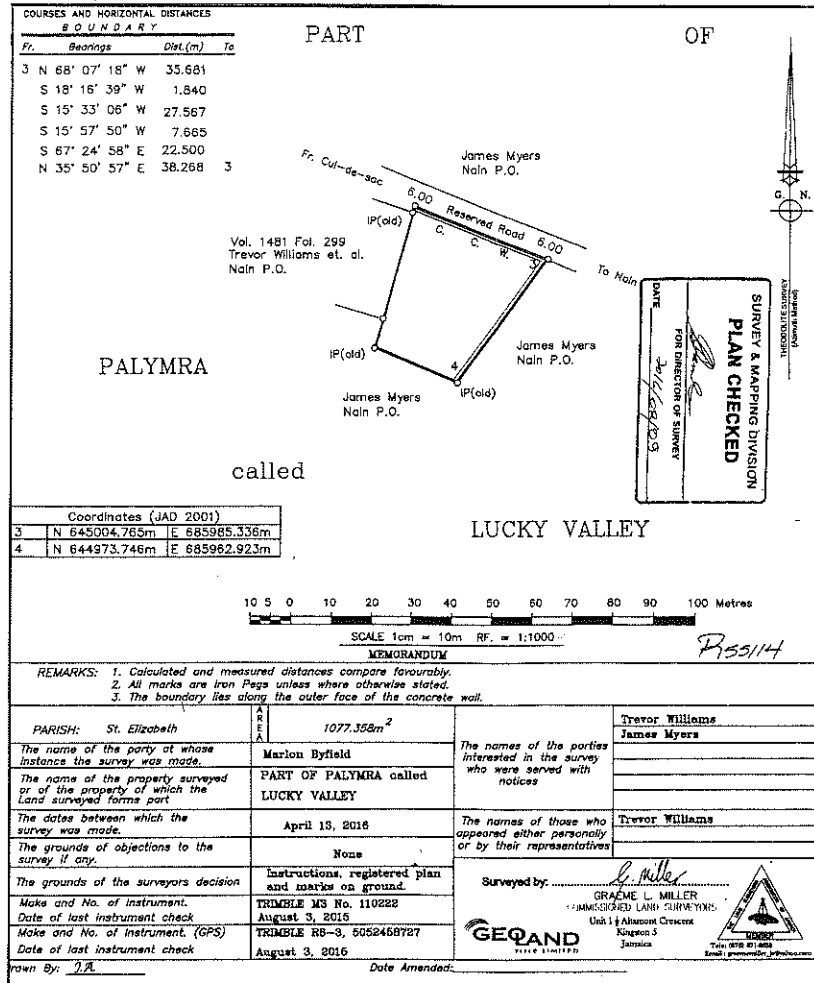 COURSES AND HORIZONTAL DISTANCES
BOUNDARY
Fr. Bearings Dist.(m) To
3 N 68° 07' 18" W 35.681
S 18° 16' 39" W 1.840
S 15° 33' 06" W 27.567
S 15° 57' 50" W 7.665
S 67° 24' 58" E 22.500
N 35° 50' 57" E 38.268 3
PART OF
James Myers
Nain P.O.
Fr. Cul-de-sac
6.00 Reserved Road 6.00
To Nain
IP(old)
C. C. W.
3
Vol. 1481 Fol. 299
Trevor Williams et. al.
Nain P.O.
G. N.
THEODOLITE SURVEY
James Myers
Nain P.O.
IP(old)
4
IP(old)
James Myers
Nain P.O.
SURVEY & MAPPING DIVISION
PLAN CHECKED
FOR DIRECTOR OF SURVEY
DATE
PALYMRA
called
LUCKY VALLEY
Coordinates (JAD 2001)
3 N 645004.765m E 685985.336m
4 N 644973.746m E 685962.923m
10 5 0 10 20 30 40 50 60 70 80 90 100 Metres
SCALE 1cm = 10m RF. = 1:1000
MEMORANDUM
R55114
REMARKS: 1. Calculated and measured distances compare favourably.
2. All marks are Iron Pegs unless where otherwise stated.
3. The boundary lies along the outer face of the concrete wall.
PARISH: St. Elizabeth
AREA 1077.358m²
The name of the party at whose
instance the survey was made.
Marlon Byfield
The name of the property surveyed
or of the property of which the
Land surveyed forms part
PART OF PALYMRA called
LUCKY VALLEY
The dates between which the
survey was made.
April 13, 2016
The grounds of objections to the
survey if any.
None
The grounds of the surveyors decision
Instructions, registered plan
and marks on ground.
Make and No. of Instrument.
TRIMBLE M3 No. 110222
Date of last instrument check
August 3, 2015
Make and No. of Instrument. (GPS)
TRIMBLE R8-3, 5052458727
Date of last instrument check
August 3, 2015
The names of the parties
interested in the survey
who were served with
notices
Trevor Williams
James Myers
The names of those who
appeared either personally
or by their representatives
Trevor Williams
Surveyed by: G. Miller
GRAEME L. MILLER
COMMISSIONED LAND SURVEYORS
Unit 1 Altamont Crescent
Kingston 5
Jamaica
GEOLAND
MEMBER
rawn By: J.A
Date Amended: